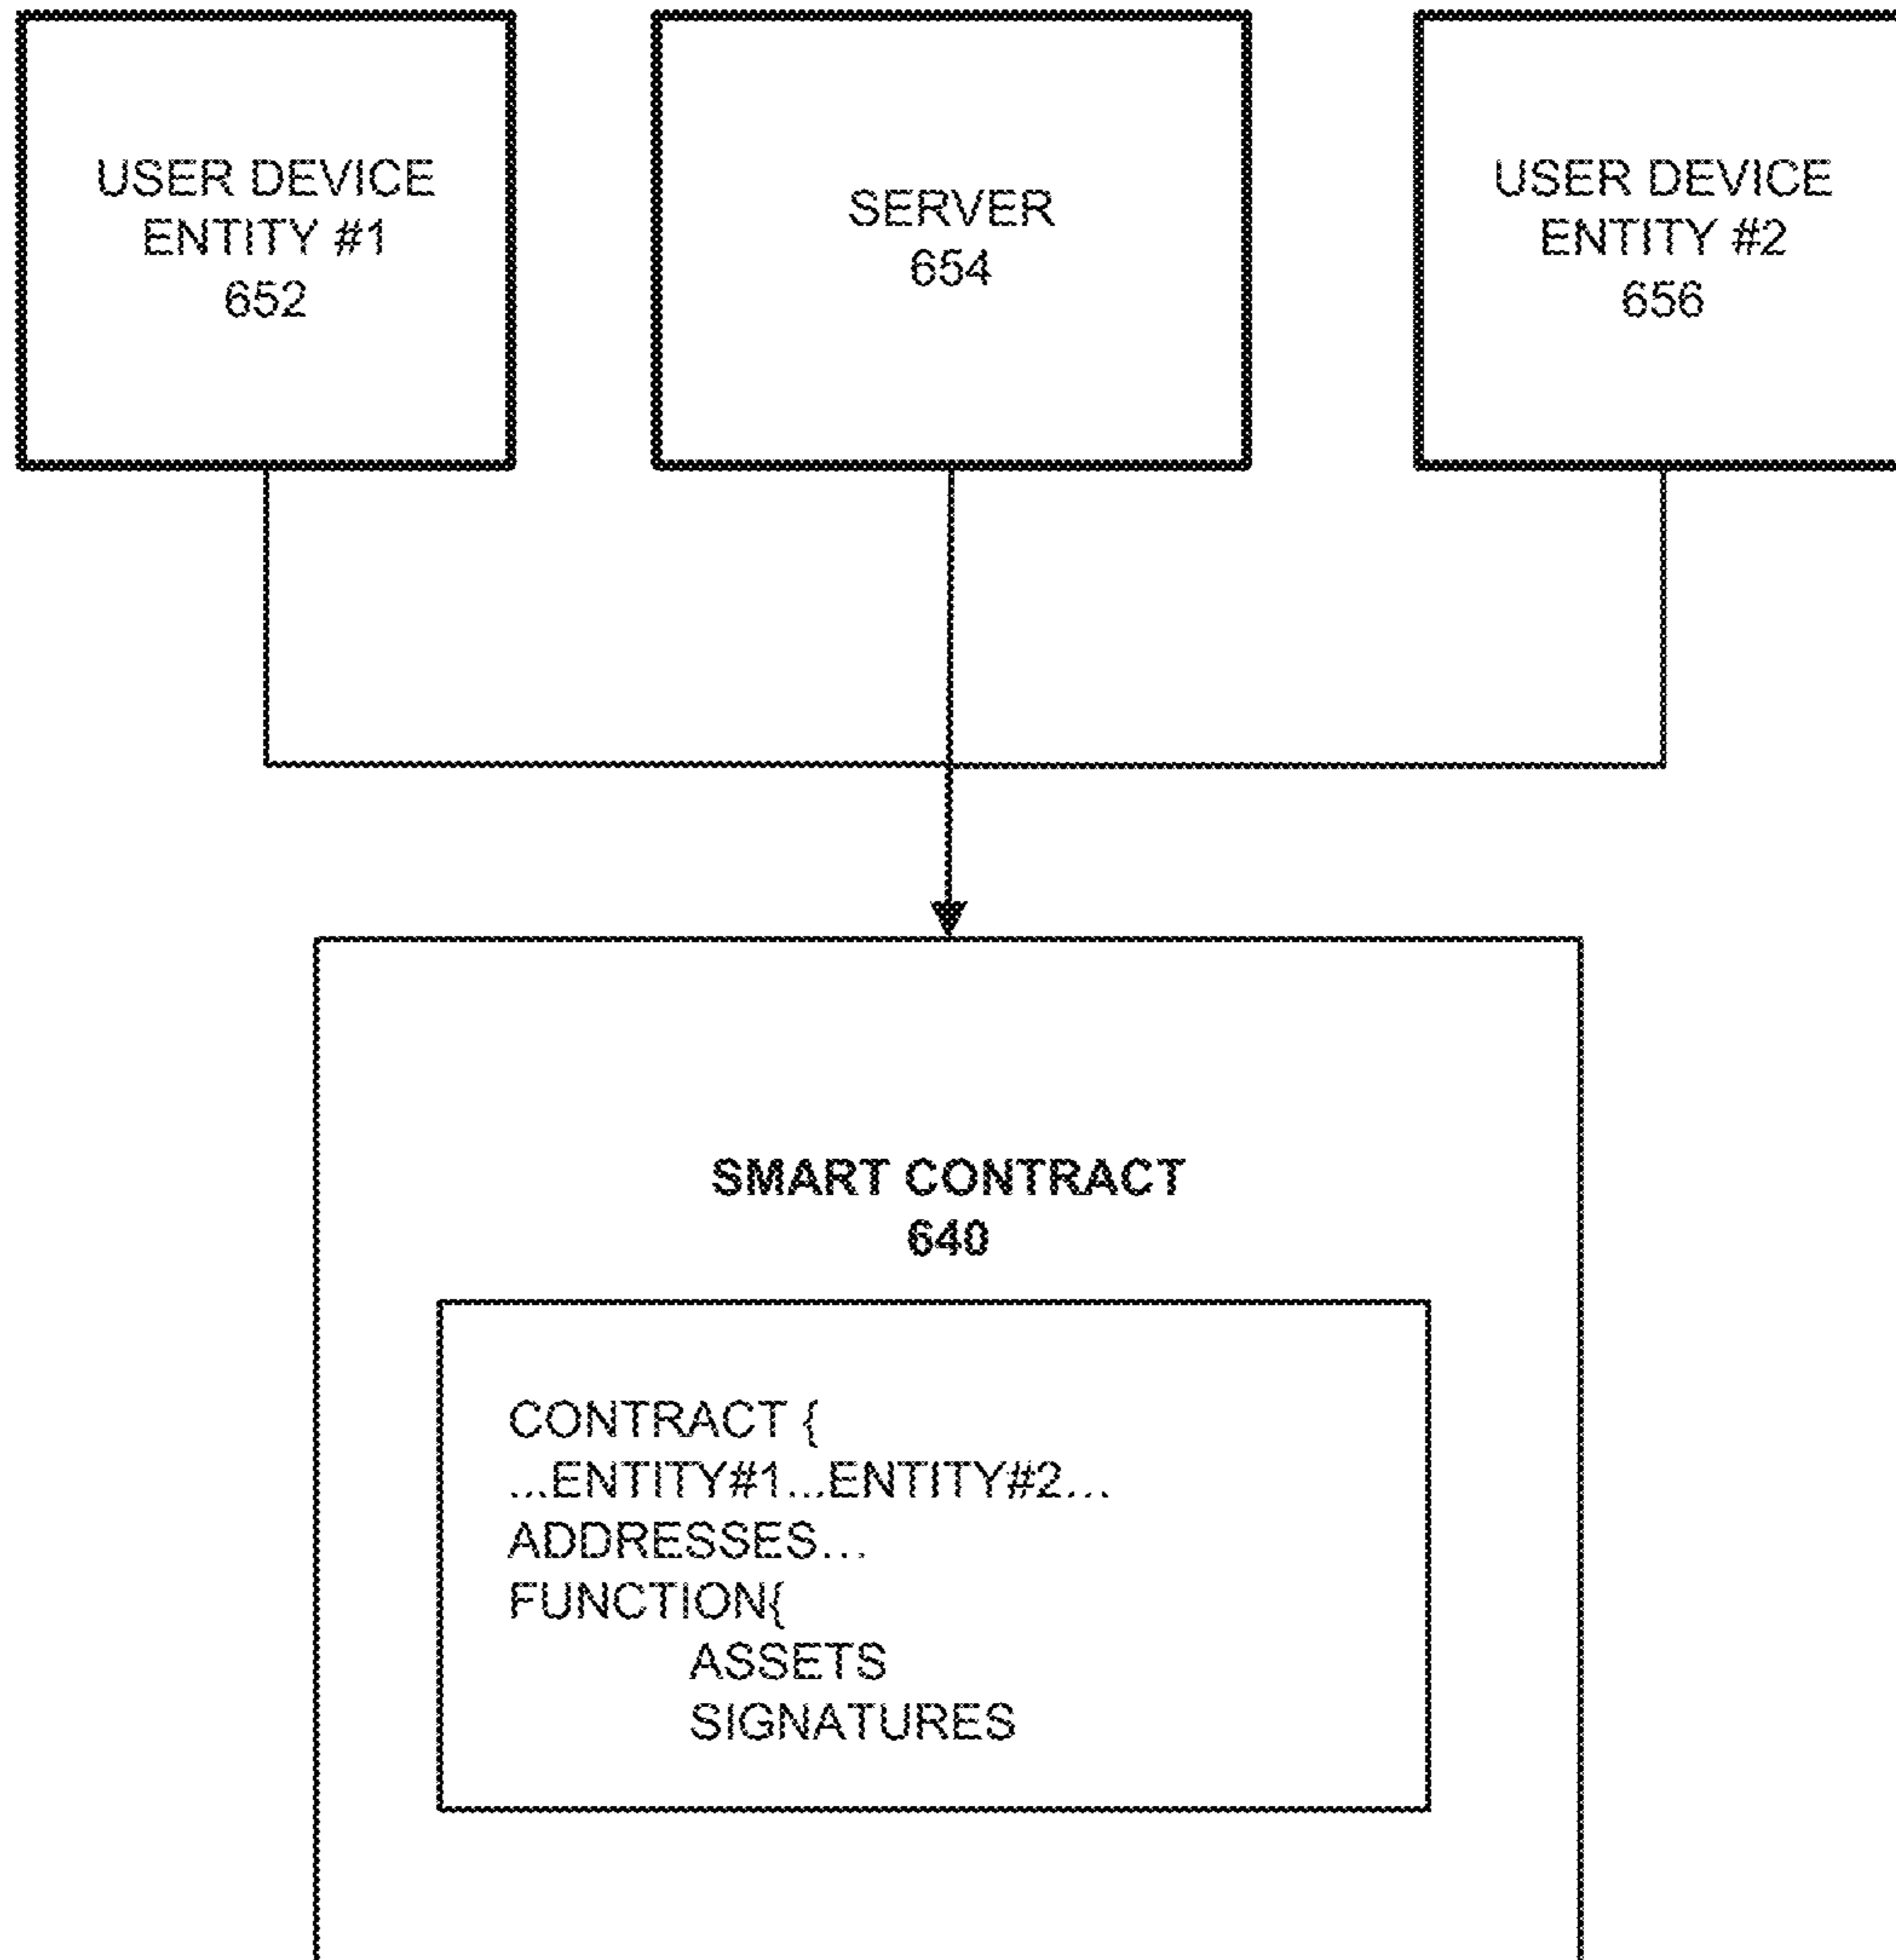 USER DEVICE
ENTITY #1
652
SERVER
654
USER DEVICE
ENTITY #2
656
SMART CONTRACT
640
CONTRACT {
...ENTITY#1...ENTITY#2...
ADDRESSES...
FUNCTION{
ASSETS
SIGNATURES